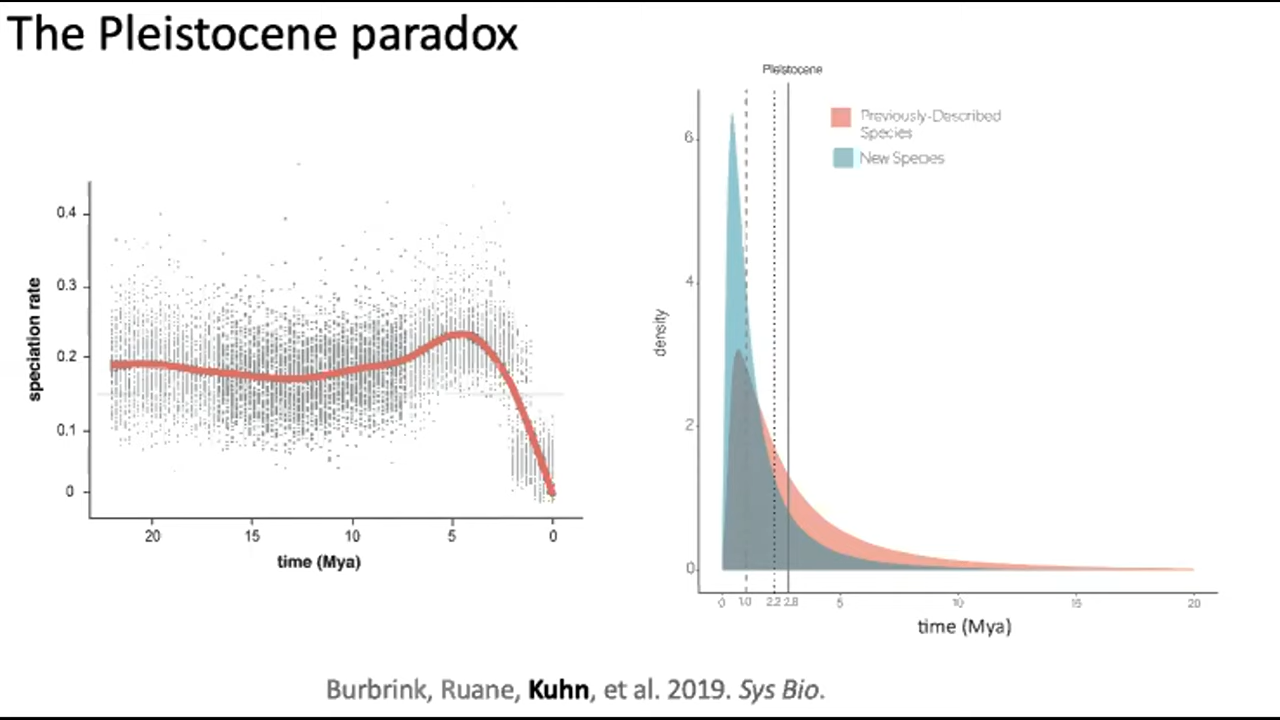 The Pleistocene paradox
speciation rate
0.4
0.3
0.2
0.1
0
20 15 10 5 0
time (Mya)
Pleistocene
Previously-Described
Species
New Species
density
6
4
2
0
0 1.0 2.2 2.8 5 10 15 20
time (Mya)
Burbrink, Ruane, Kuhn, et al. 2019. Sys Bio.